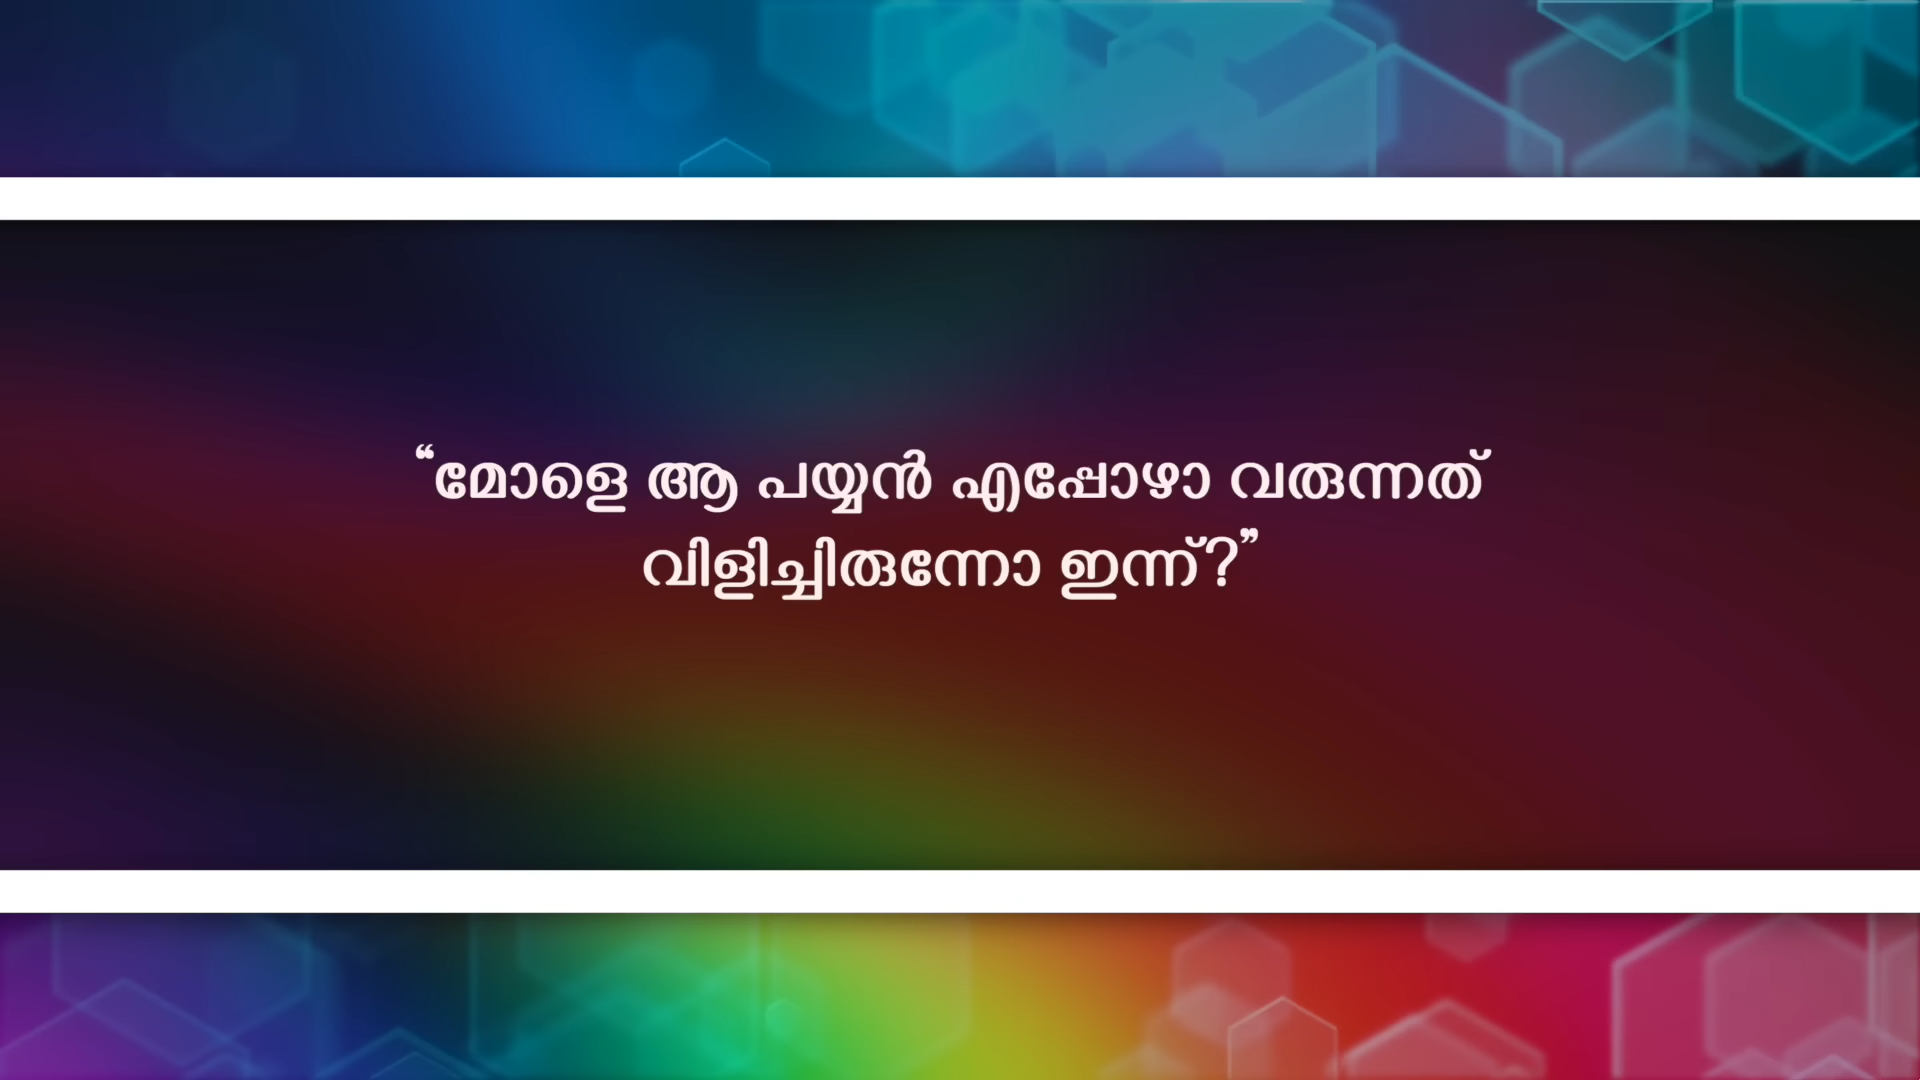 “മോളെ ആ പയ്യൻ എപ്പോഴാ വരുന്നത്
വിളിച്ചിരുന്നോ ഇന്ന്?”